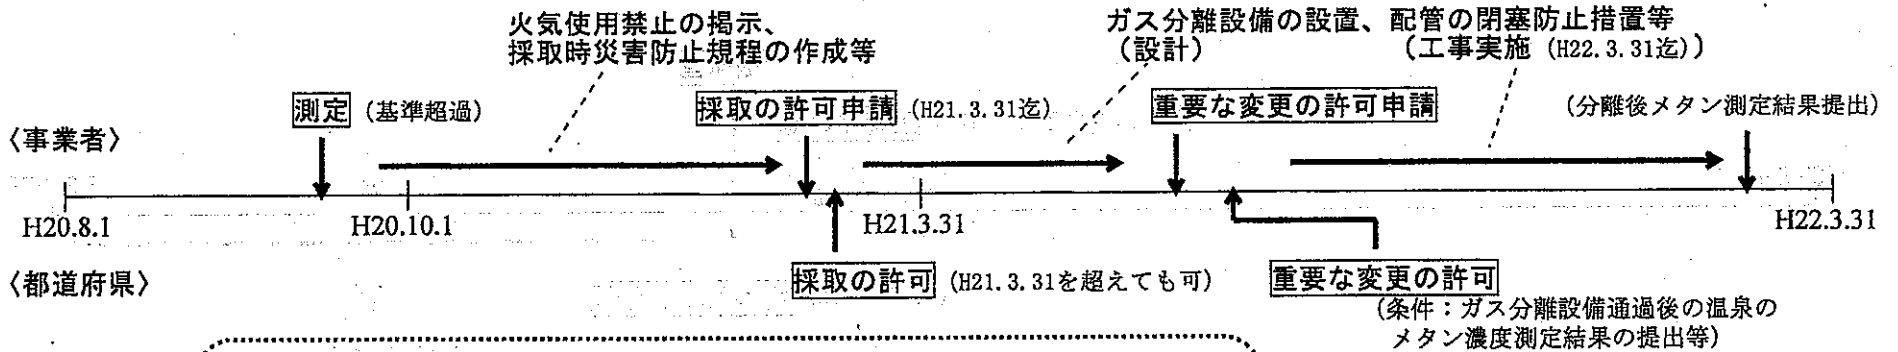 火気使用禁止の掲示、
採取時災害防止規程の作成等
ガス分離設備の設置、配管の閉塞防止措置等
（設計）
（工事実施（H22.3.31迄））
測定（基準超過）
採取の許可申請（H21.3.31迄）
重要な変更の許可申請
（分離後メタン測定結果提出）
〈事業者〉
H20.8.1
H20.10.1
H21.3.31
H22.3.31
〈都道府県〉
採取の許可（H21.3.31を超えても可）
重要な変更の許可
（条件：ガス分離設備通過後の温泉の
メタン濃度測定結果の提出等）